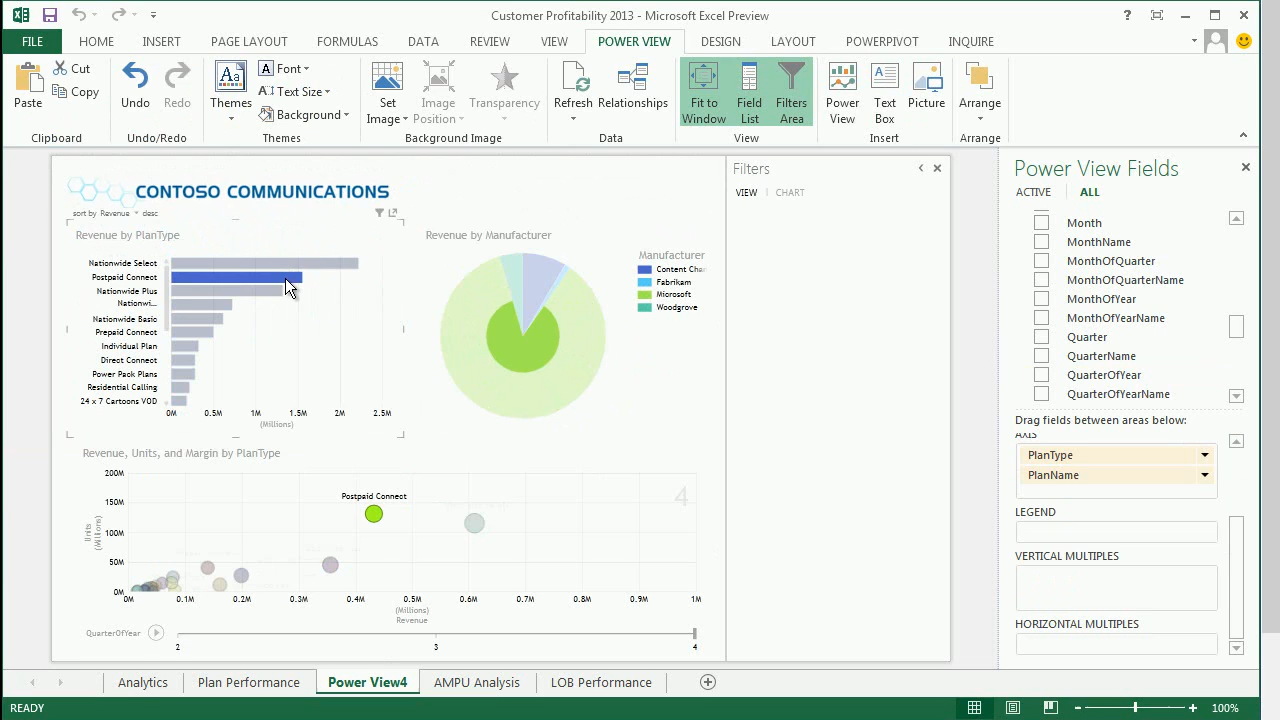 Customer Profitability 2013 - Microsoft Excel Preview
FILE HOME INSERT PAGE LAYOUT FORMULAS DATA REVIEW VIEW POWER VIEW DESIGN LAYOUT POWERPIVOT INQUIRE
Paste
Cut
Copy
Clipboard
Undo Redo
Undo/Redo
Themes
Font
Text Size
Background
Themes
Set Image
Image Position
Transparency
Background Image
Refresh Relationships
Data
Fit to Window
Field List
Filters Area
View
Power View
Text Box
Picture
Insert
Arrange
Arrange
CONTOSO COMMUNICATIONS
sort by Revenue desc
Revenue by PlanType
Nationwide Select
Postpaid Connect
Nationwide Plus
Nationwi...
Nationwide Basic
Prepaid Connect
Individual Plan
Direct Connect
Power Pack Plans
Residential Calling
24 x 7 Cartoons VOD
0M 0.5M 1M 1.5M 2M 2.5M
(Millions)
Revenue by Manufacturer
Manufacturer
Content Cha
Fabrikam
Microsoft
Woodgrove
Revenue, Units, and Margin by PlanType
200M
150M
100M
50M
0M
Units
(Millions)
Postpaid Connect
4
0M 0.1M 0.2M 0.3M 0.4M 0.5M 0.6M 0.7M 0.8M 0.9M 1M
(Millions)
Revenue
QuarterOfYear
2 3 4
Filters
VIEW | CHART
Power View Fields
ACTIVE ALL
Month
MonthName
MonthOfQuarter
MonthOfQuarterName
MonthOfYear
MonthOfYearName
Quarter
QuarterName
QuarterOfYear
QuarterOfYearName
Drag fields between areas below:
AXIS
PlanType
PlanName
LEGEND
VERTICAL MULTIPLES
HORIZONTAL MULTIPLES
Analytics Plan Performance Power View4 AMPU Analysis LOB Performance
READY
100%